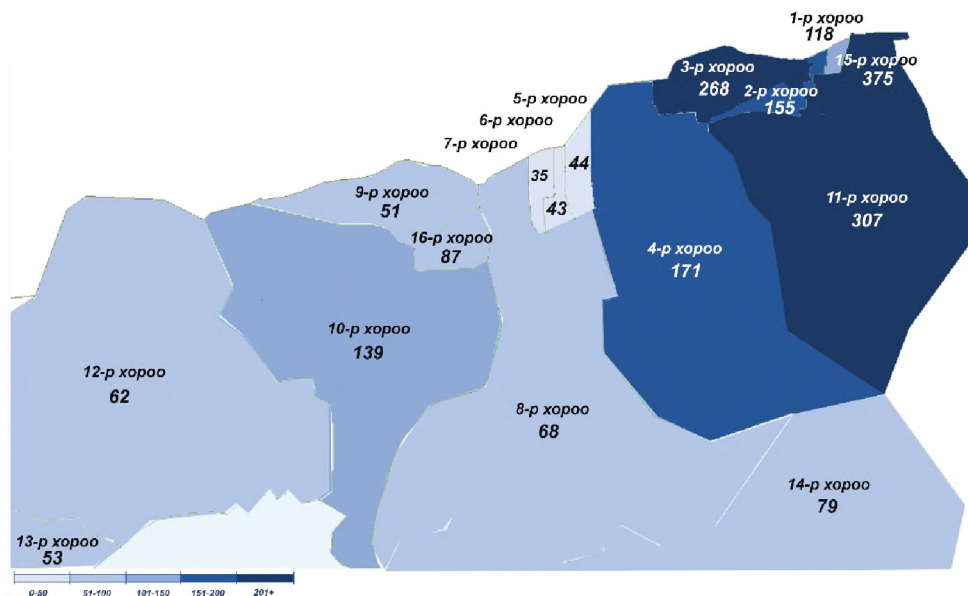 1-р хороо
118
15-р хороо
375
3-р хороо
268
2-р хороо
155
5-р хороо
6-р хороо
7-р хороо
44
35
43
9-р хороо
51
11-р хороо
307
16-р хороо
87
4-р хороо
171
10-р хороо
139
12-р хороо
62
8-р хороо
68
14-р хороо
79
13-р хороо
53
0-50 51-100 101-150 151-200 201+